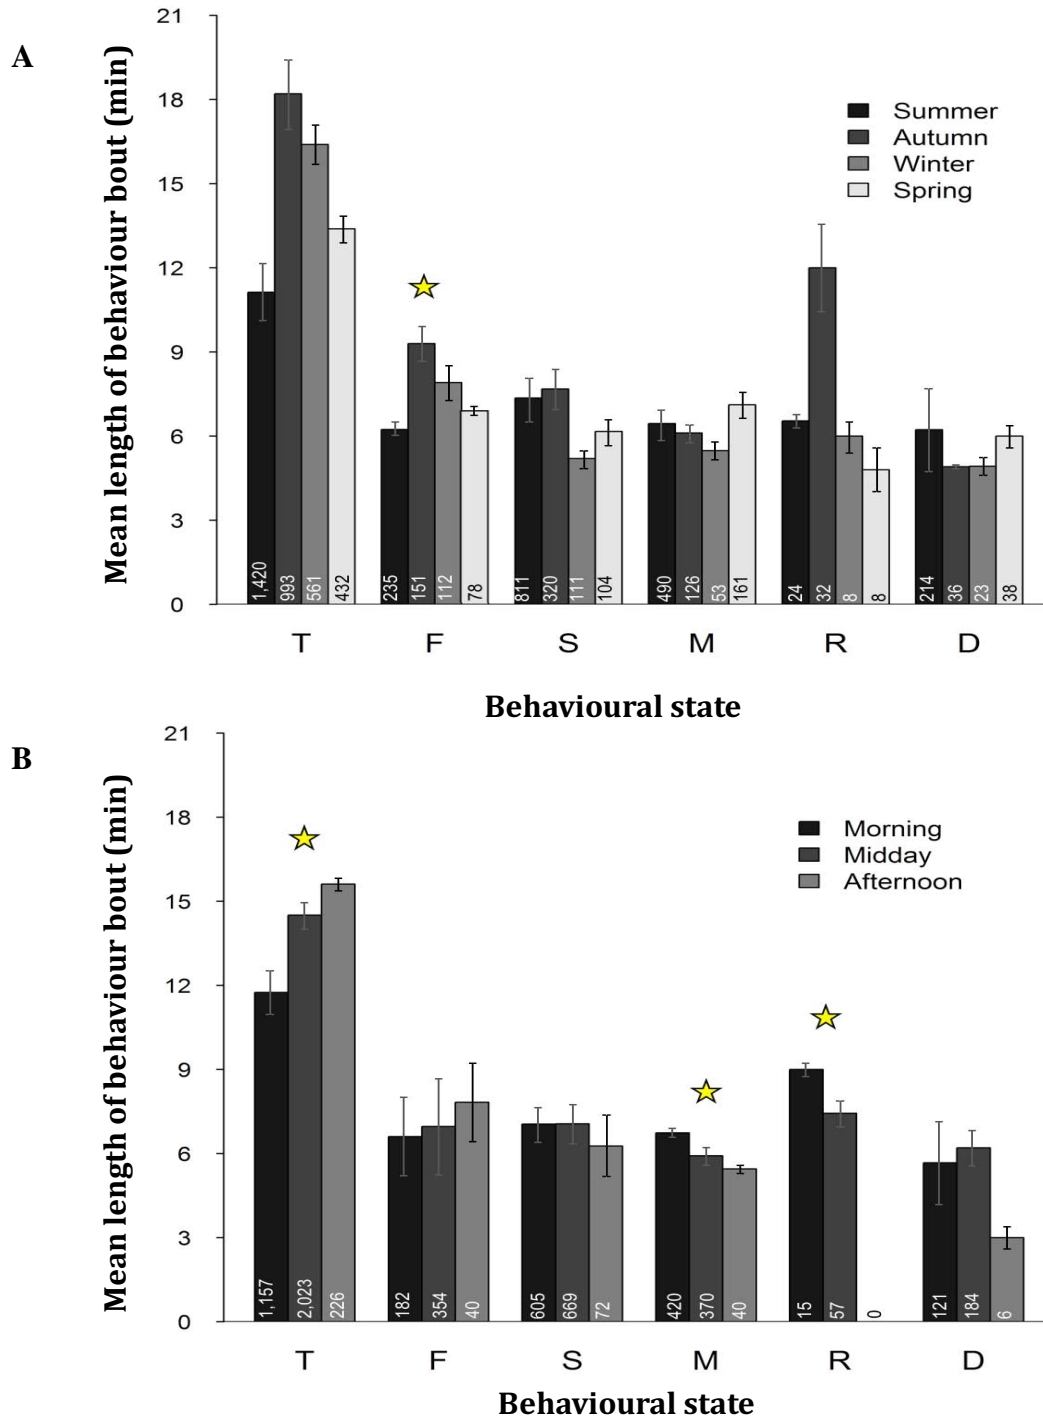 A
Mean length of behaviour bout (min)
21
18
15
12
9
6
3
0
Summer
Autumn
Winter
Spring
1,420 993 561 432 235 151 112 78 811 320 111 104 490 126 53 161 24 32 8 8 214 36 23 38
T F S M R D
Behavioural state
B
Mean length of behaviour bout (min)
21
18
15
12
9
6
3
0
Morning
Midday
Afternoon
1,157 2,023 226 182 354 40 605 669 72 420 370 40 15 57 0 121 184 6
T F S M R D
Behavioural state